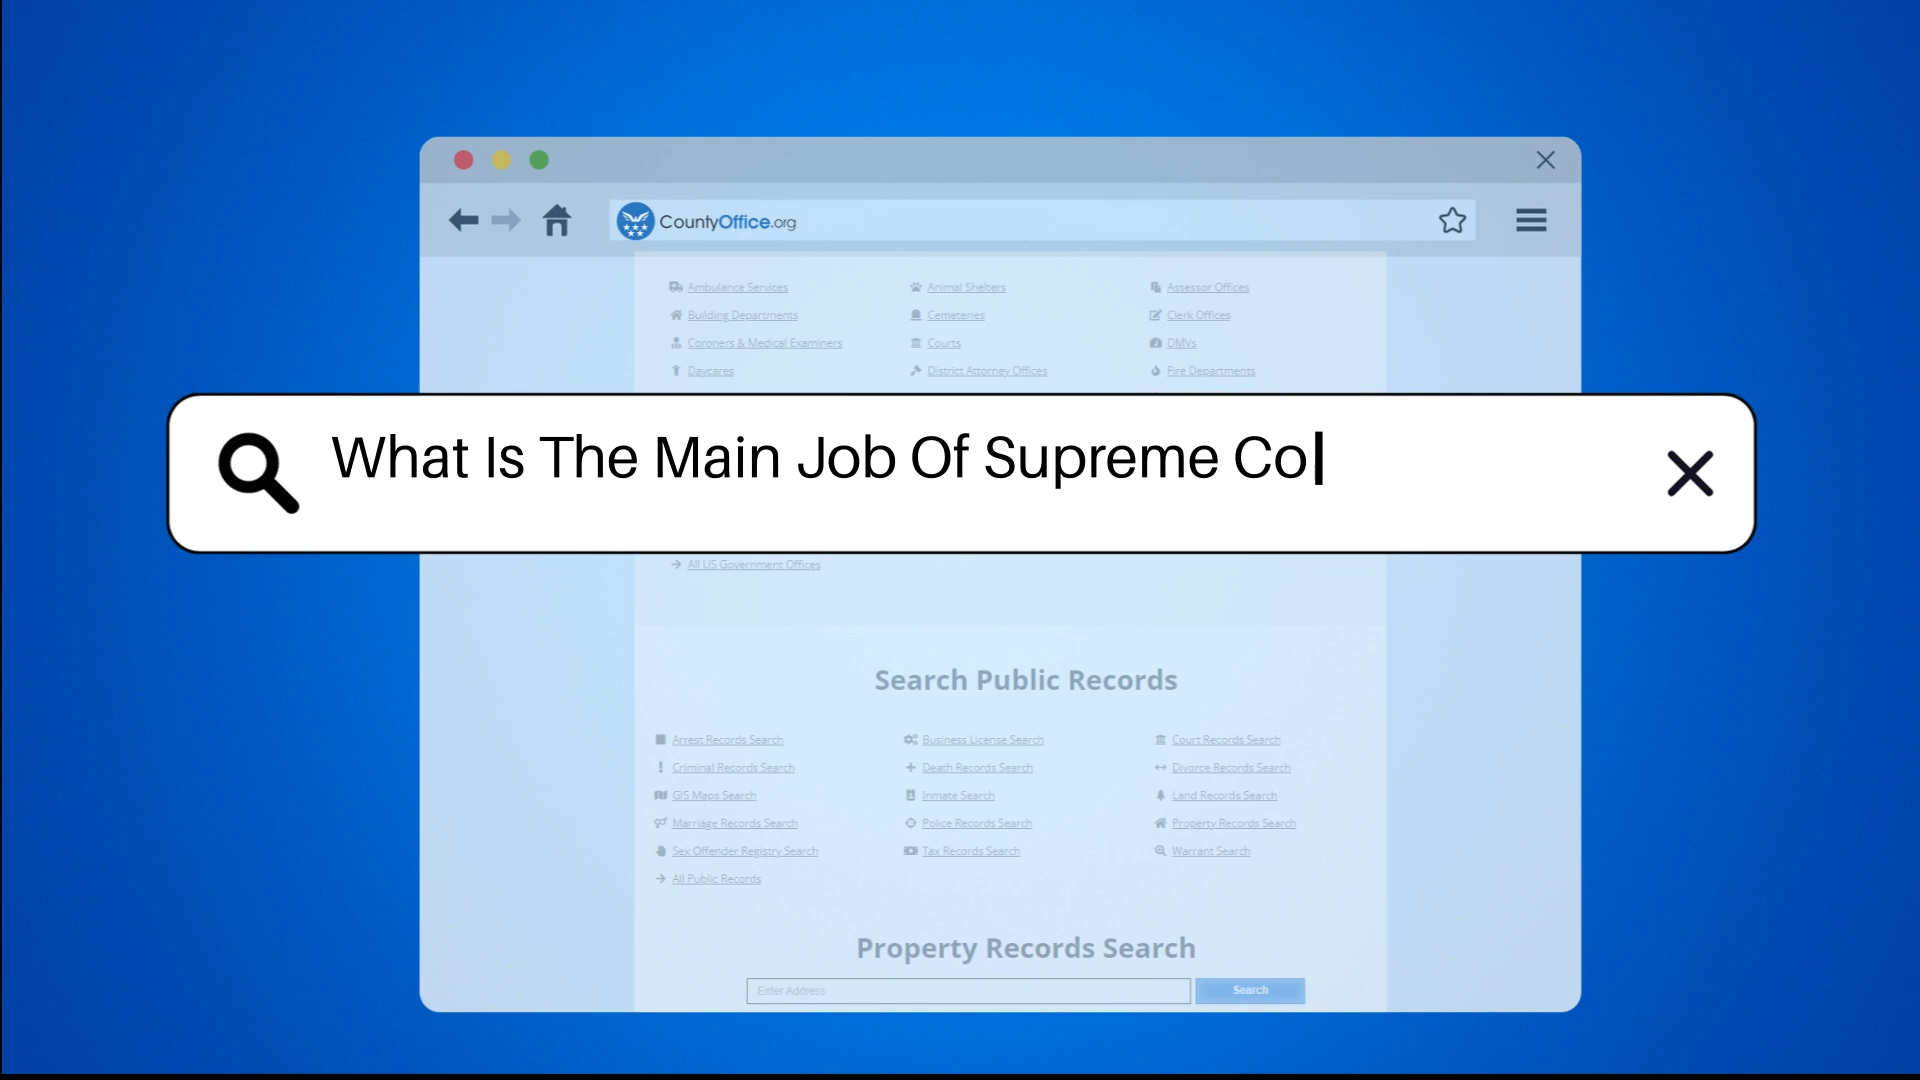 CountyOffice.org
Ambulance Services Animal Shelters Assessor Offices
Building Departments Cemeteries Clerk Offices
Coroners & Medical Examiners Courts DMVs
Daycares District Attorney Offices Fire Departments
What Is The Main Job Of Supreme Co
All US Government Offices
Search Public Records
Arrest Records Search Business License Search Court Records Search
Criminal Records Search Death Records Search Divorce Records Search
GIS Maps Search Inmate Search Land Records Search
Marriage Records Search Police Records Search Property Records Search
Sex Offender Registry Search Tax Records Search Warrant Search
All Public Records
Property Records Search
Enter Address Search